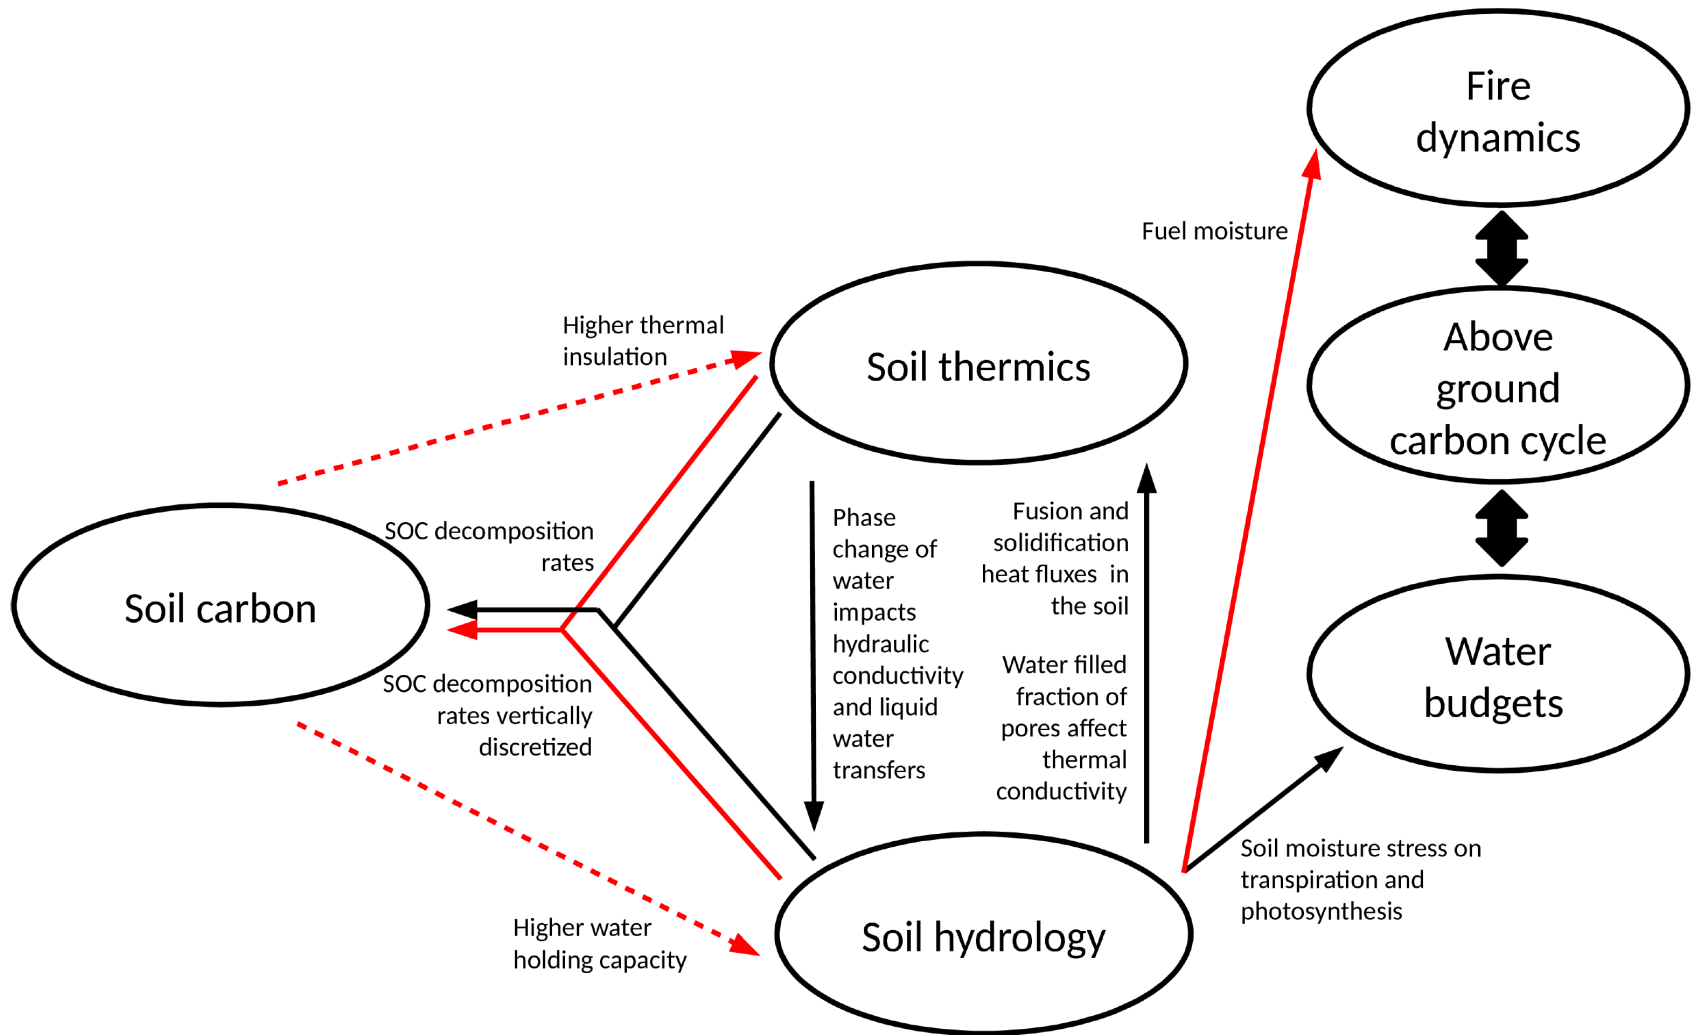 Fire
dynamics
Fuel moisture
Above
ground
carbon cycle
Higher thermal
insulation
Soil thermics
SOC decomposition
rates
Soil carbon
SOC decomposition
rates vertically
discretized
Phase
change of
water
impacts
hydraulic
conductivity
and liquid
water
transfers
Fusion and
solidification
heat fluxes in
the soil
Water filled
fraction of
pores affect
thermal
conductivity
Water
budgets
Soil moisture stress on
transpiration and
photosynthesis
Higher water
holding capacity
Soil hydrology